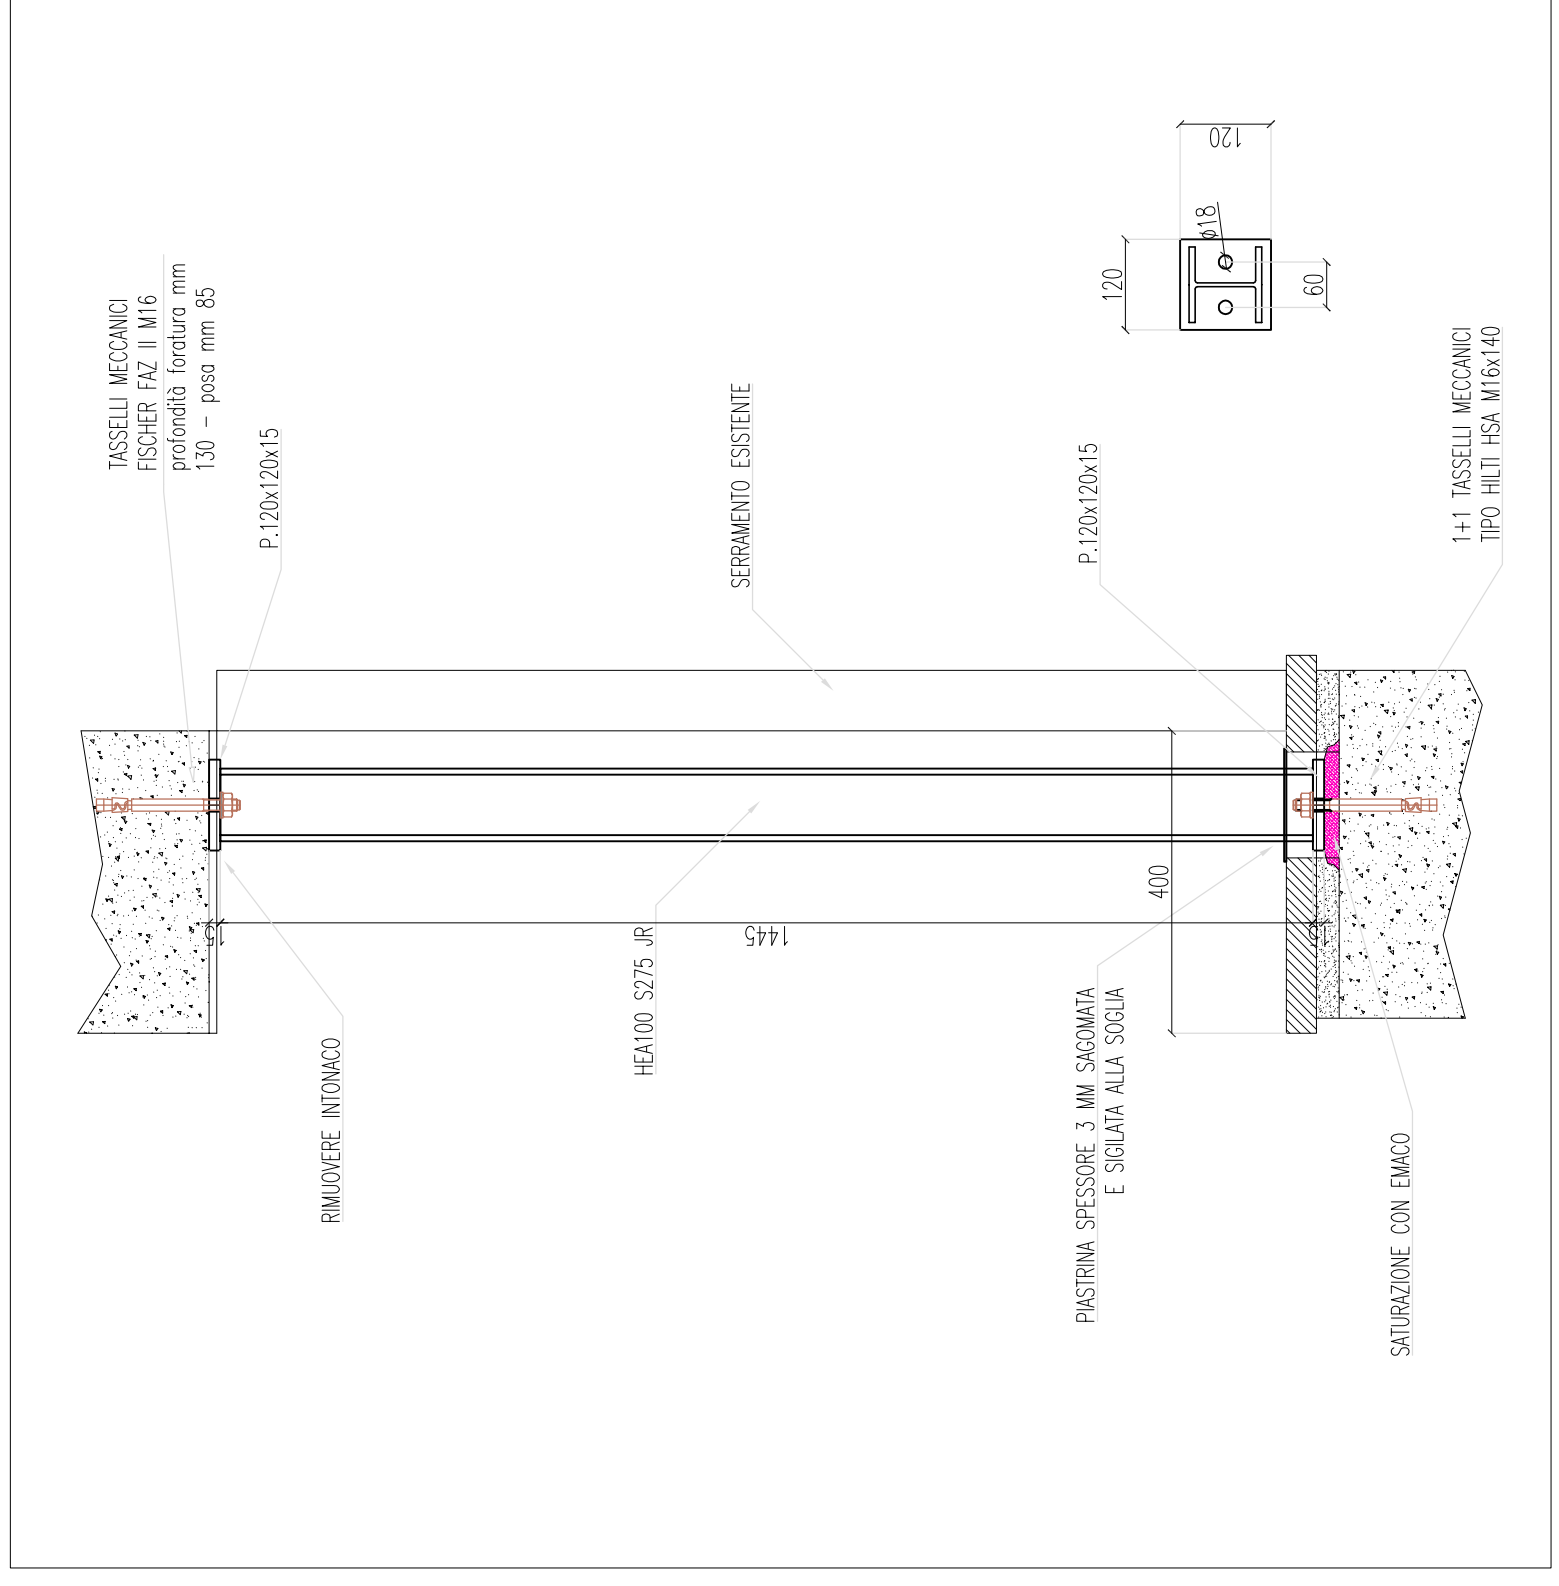 TASSELLI MECCANICI
FISCHER FAZ II M16
profondità foratura mm
130 - posa mm 85
P.120x120x15
SERRAMENTO ESISTENTE
P.120x120x15
1+1 TASSELLI MECCANICI
TIPO HILTI HSA M16x140
120
120
ø18
60
15
1445
15
400
HEA100 S275 JR
RIMUOVERE INTONACO
PIASTRINA SPESSORE 3 MM SAGOMATA
E SIGILATA ALLA SOGLIA
SATURAZIONE CON EMACO